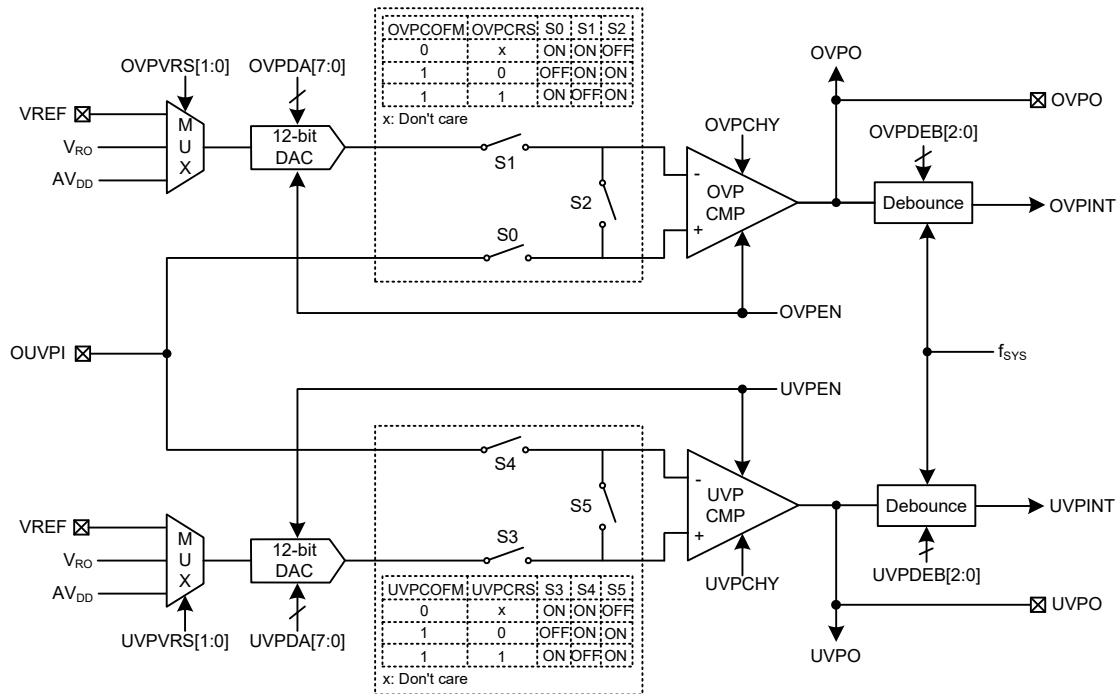 OVPCOFM OVPCRS S0 S1 S2
0 x ON ON OFF
1 0 OFF ON ON
1 1 ON OFF ON
x: Don't care
OVPO
OVPVRS[1:0]
OVPDA[7:0]
VREF
OVPO
MUX
12-bit
DAC
OVPCHY
OVPDEB[2:0]
VRO
AVDD
S1
-
OVP
CMP
+
Debounce
OVPINT
S2
S0
OVPEN
OUVPI
fSYS
UVPEN
S4
-
UVP
CMP
+
Debounce
UVPINT
S5
VREF
MUX
12-bit
DAC
S3
VRO
AVDD
UVPCHY
UVPDEB[2:0]
UVPCOFM UVPCRS S3 S4 S5
0 x ON ON OFF
1 0 OFF ON ON
1 1 ON OFF ON
x: Don't care
UVPO
UVPVRS[1:0]
UVPDA[7:0]
UVPO